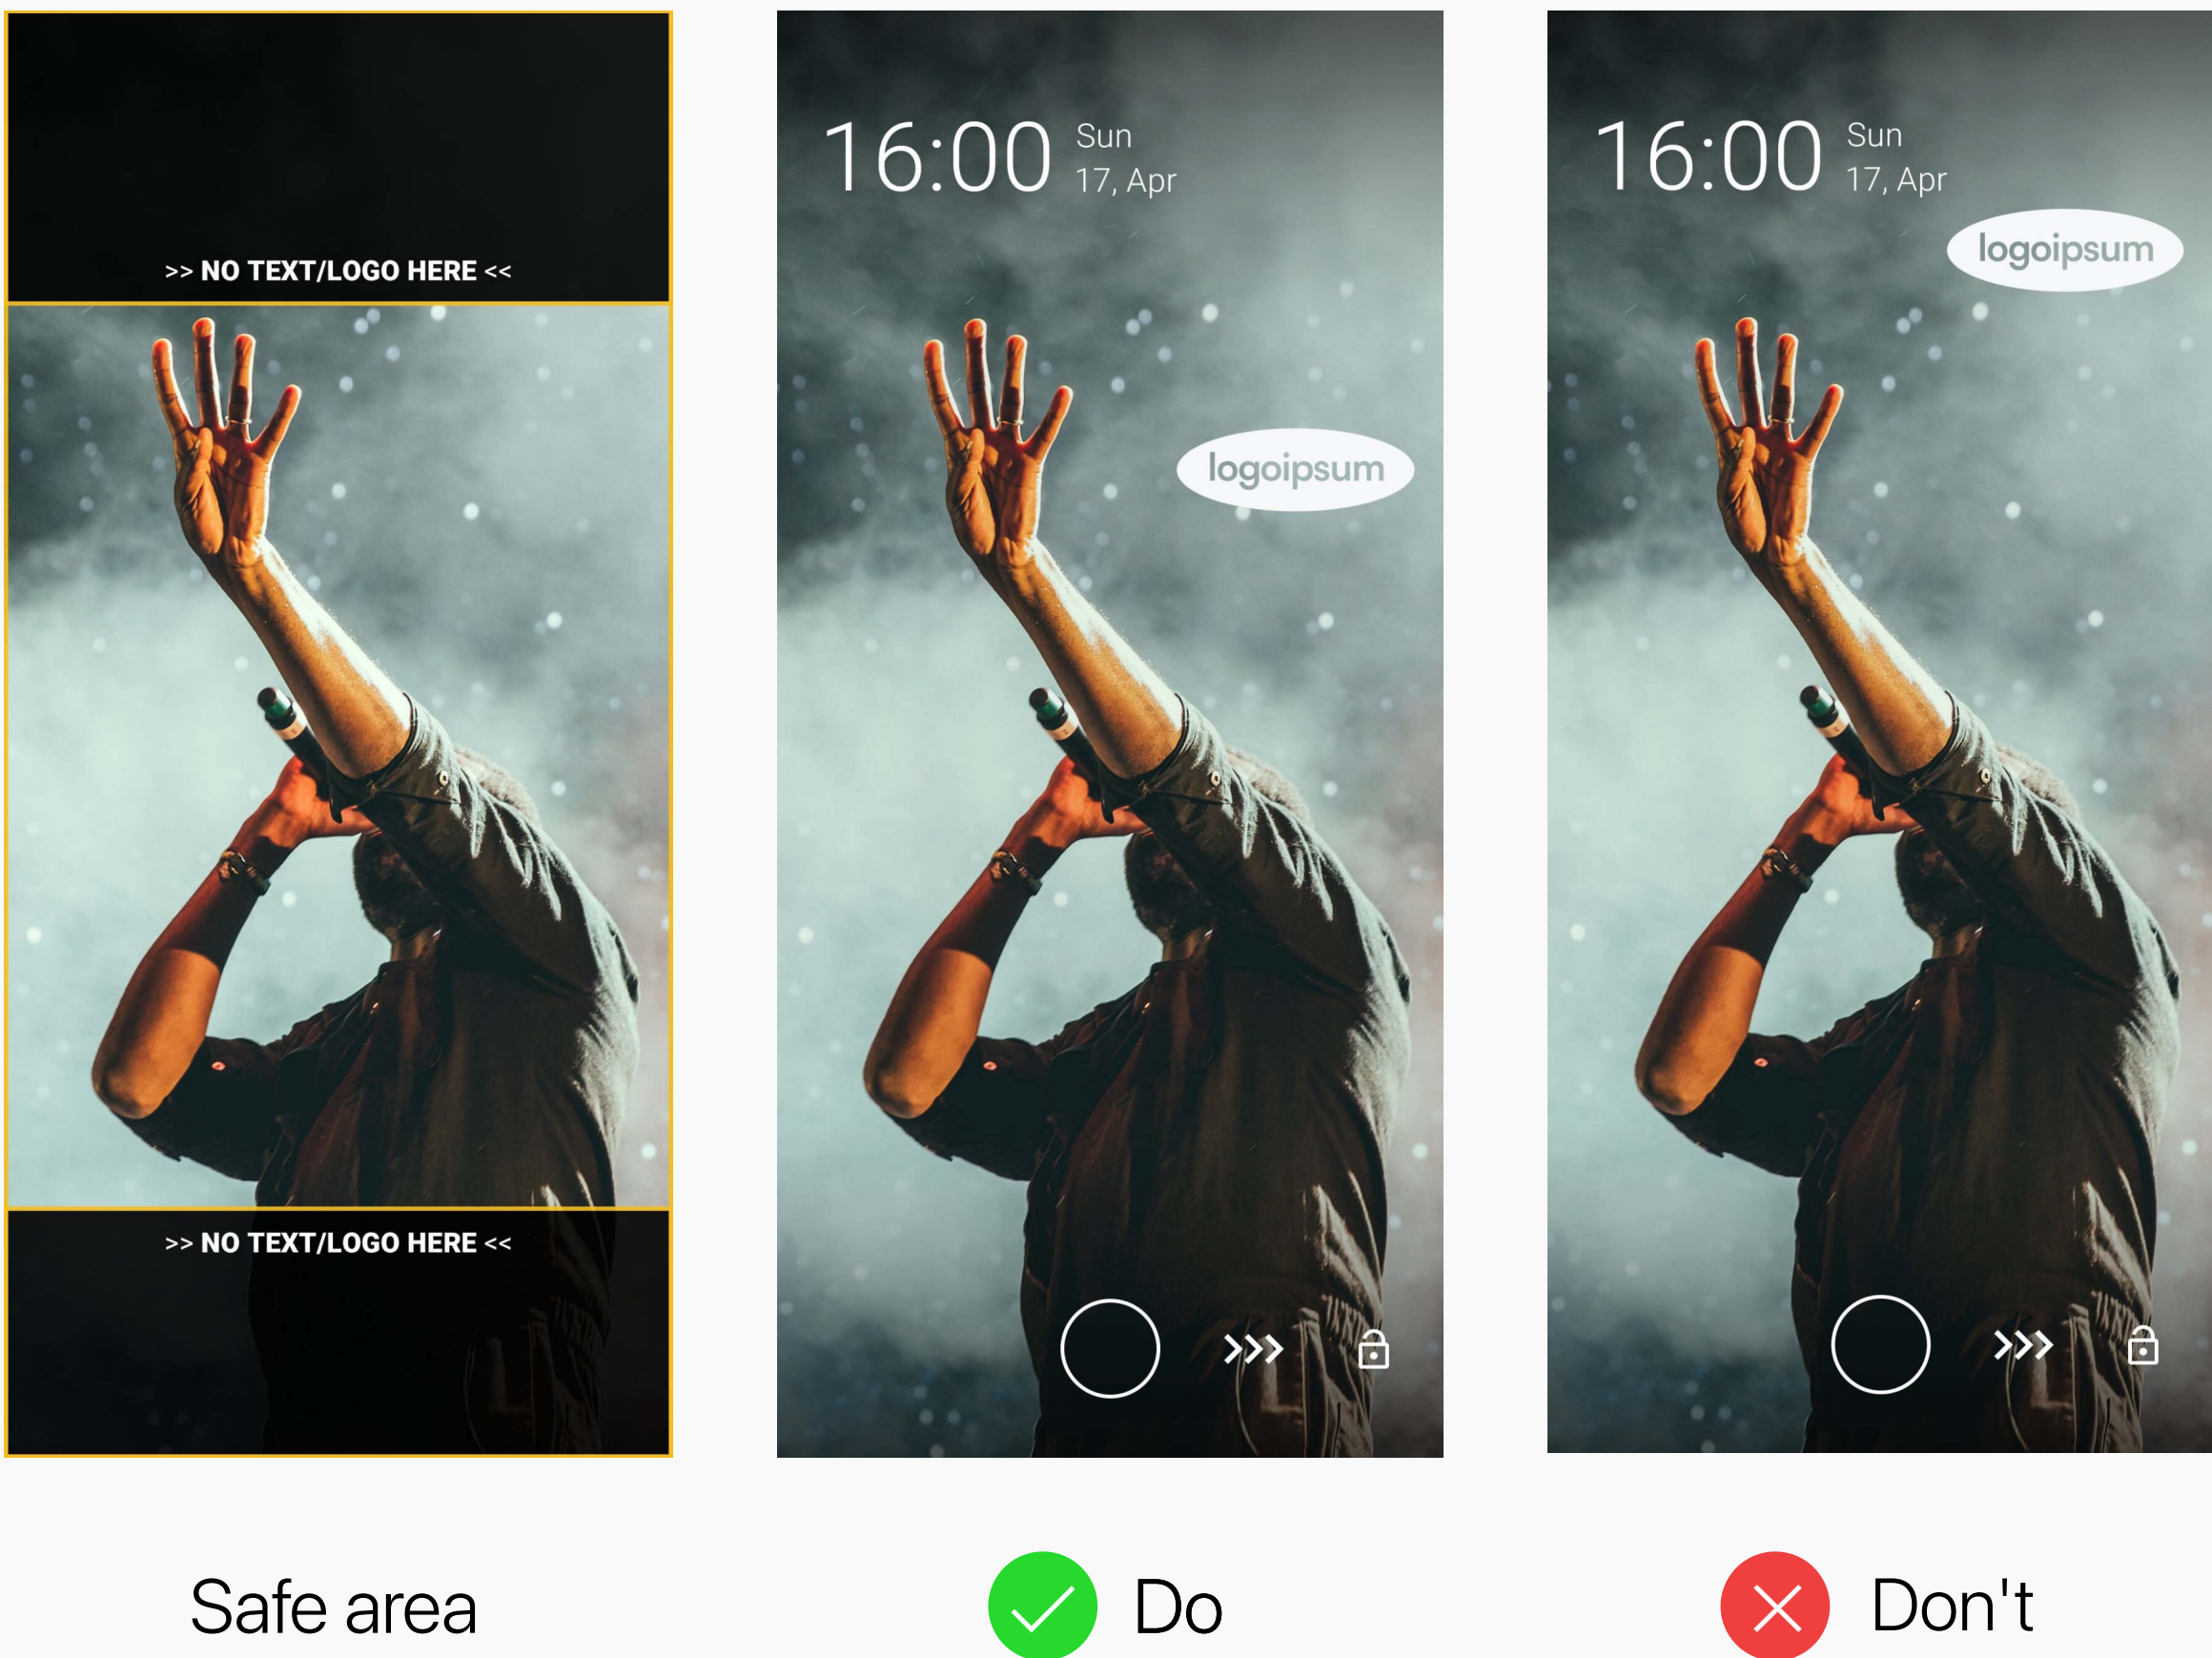 >> NO TEXT/LOGO HERE <<
>> NO TEXT/LOGO HERE <<
Safe area
16:00
Sun
17, Apr
logoipsum
>>>
Do
16:00
Sun
17, Apr
logoipsum
>>>
Don't